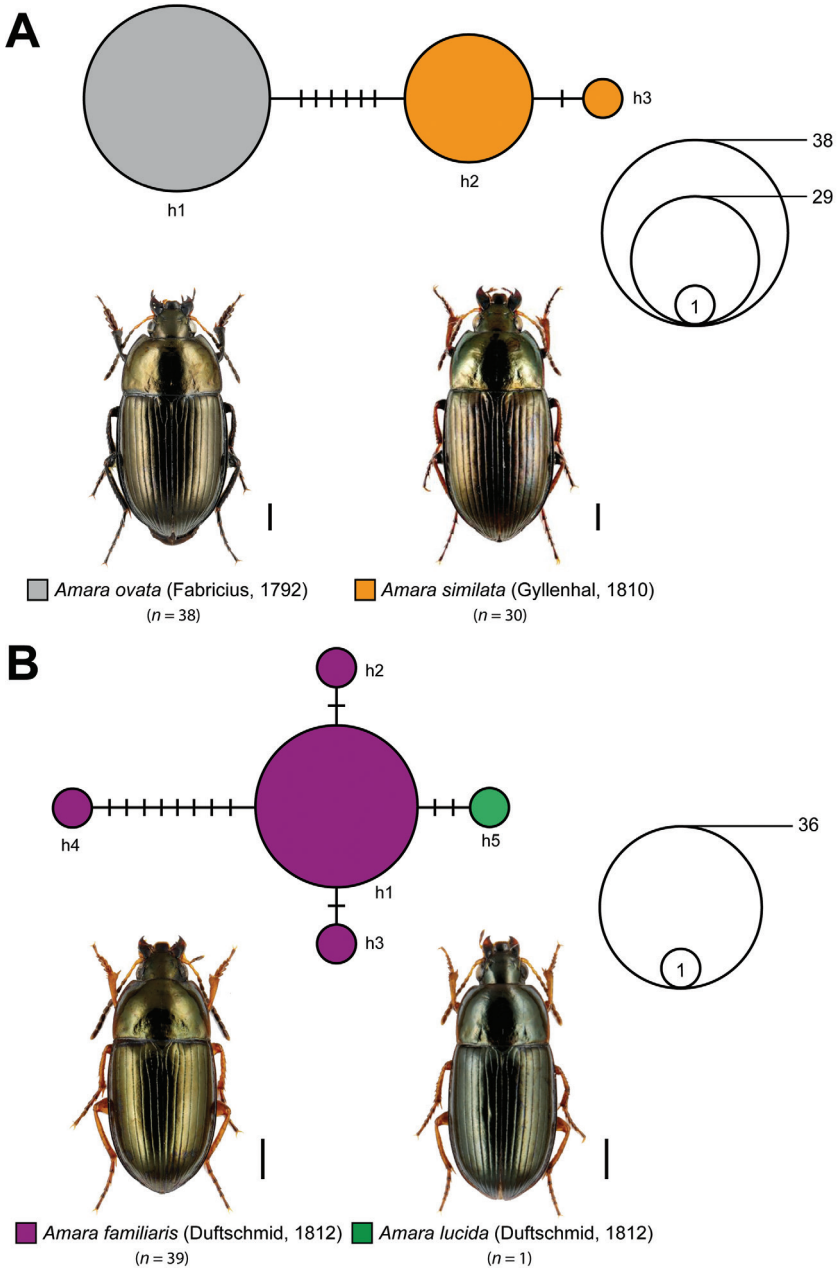 A
h1
h2
h3
38
29
1
Amara ovata (Fabricius, 1792)
(n = 38)
Amara similata (Gyllenhal, 1810)
(n = 30)
B
h2
h4
h1
h5
h3
36
1
Amara familiaris (Duftschmid, 1812)
(n = 39)
Amara lucida (Duftschmid, 1812)
(n = 1)